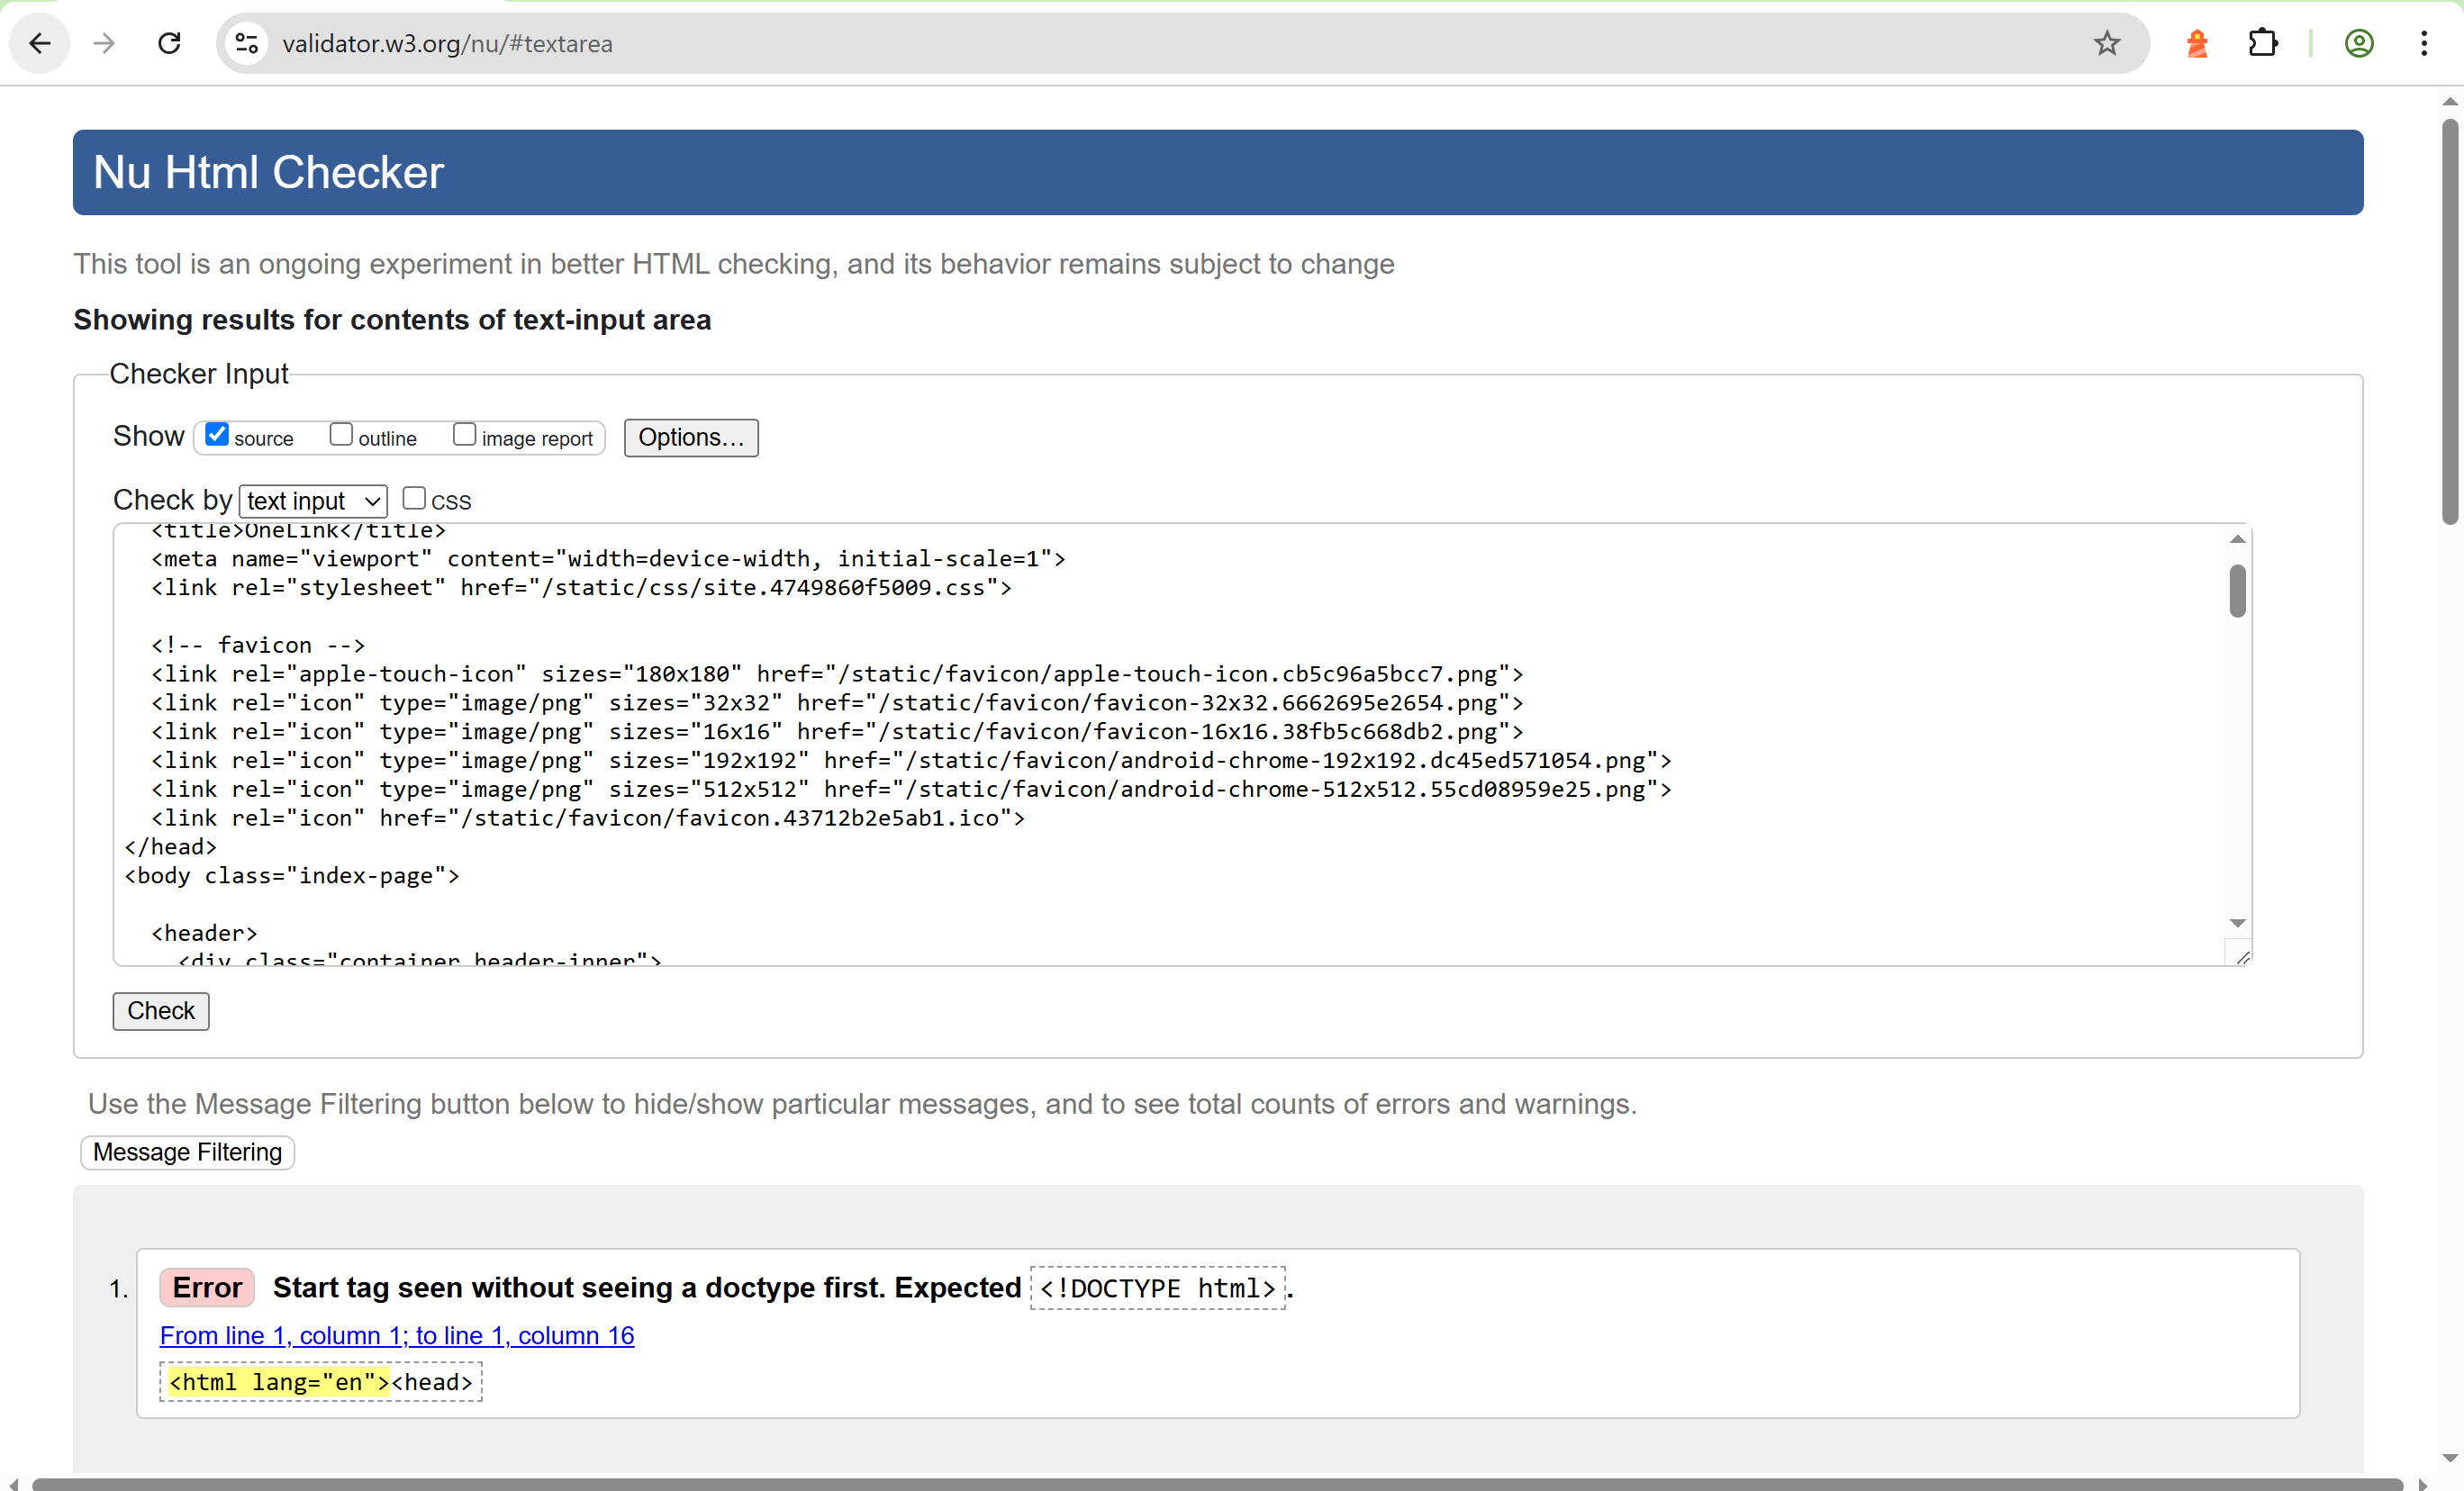 validator.w3.org/nu/#textarea
Nu Html Checker
This tool is an ongoing experiment in better HTML checking, and its behavior remains subject to change
Showing results for contents of text-input area
Checker Input
Show source outline image report Options...
Check by text input CSS
<title>OneLink</title>
<meta name="viewport" content="width=device-width, initial-scale=1">
<link rel="stylesheet" href="/static/css/site.4749860f5009.css">
<!-- favicon -->
<link rel="apple-touch-icon" sizes="180x180" href="/static/favicon/apple-touch-icon.cb5c96a5bcc7.png">
<link rel="icon" type="image/png" sizes="32x32" href="/static/favicon/favicon-32x32.6662695e2654.png">
<link rel="icon" type="image/png" sizes="16x16" href="/static/favicon/favicon-16x16.38fb5c668db2.png">
<link rel="icon" type="image/png" sizes="192x192" href="/static/favicon/android-chrome-192x192.dc45ed571054.png">
<link rel="icon" type="image/png" sizes="512x512" href="/static/favicon/android-chrome-512x512.55cd08959e25.png">
<link rel="icon" href="/static/favicon/favicon.43712b2e5ab1.ico">
</head>
<body class="index-page">
<header>
<div class="container header-inner">
Check
Use the Message Filtering button below to hide/show particular messages, and to see total counts of errors and warnings.
Message Filtering
1. Error Start tag seen without seeing a doctype first. Expected <!DOCTYPE html>.
From line 1, column 1; to line 1, column 16
<html lang="en"><head>